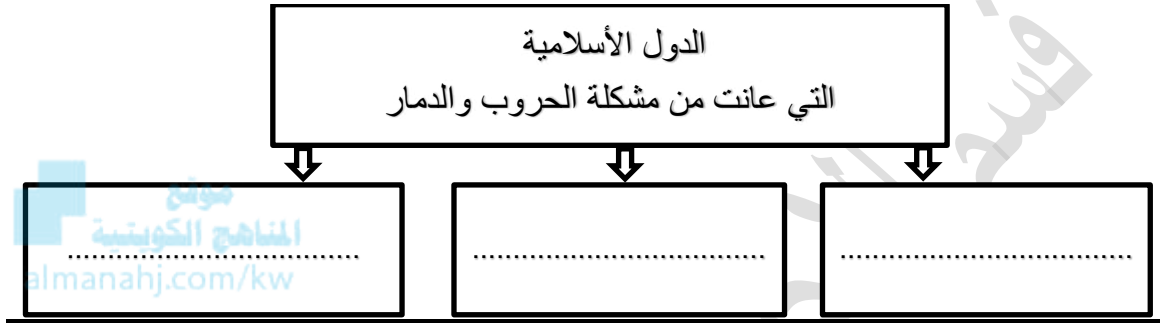 الدول الأسلامية
التي عانت من مشكلة الحروب والدمار
..................................
..................................
..................................
موقع
المناهج الكويتية
almanahj.com/kw